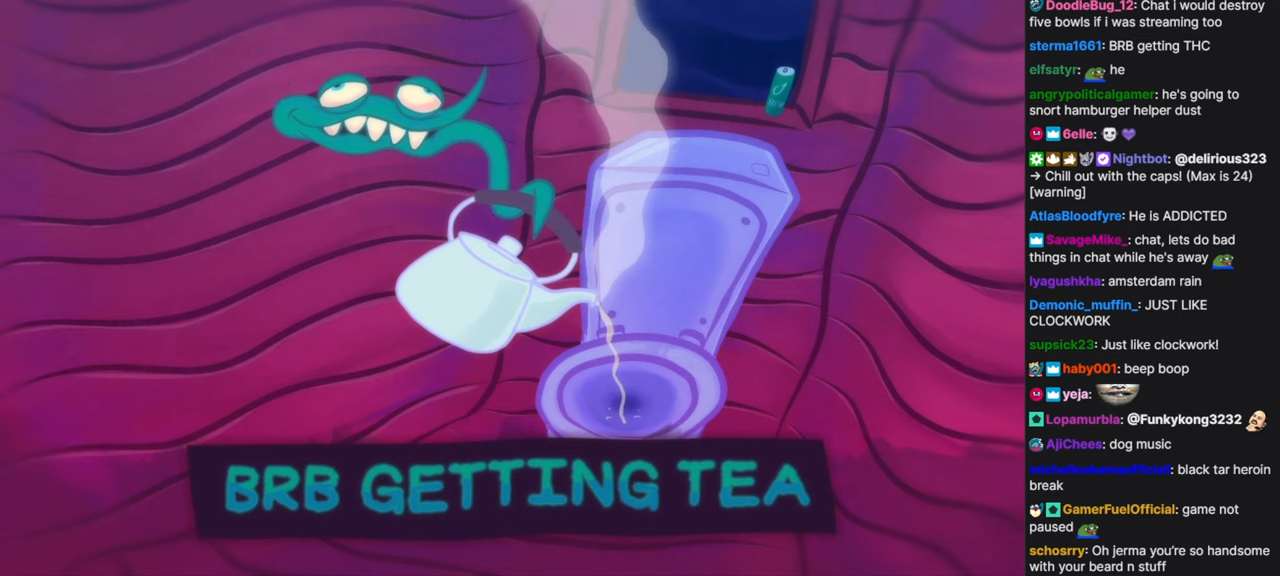 BRB GETTING TEA
DoodleBug_12: Chat i would destroy
five bowls if i was streaming too
sterma1661: BRB getting THC
elfsatyr: he
angrypoliticalgamer: he's going to
snort hamburger helper dust
6elle:
Nightbot: @delirious323
➔ Chill out with the caps! (Max is 24)
[warning]
AtlasBloodfyre: He is ADDICTED
SavageMike_: chat, lets do bad
things in chat while he's away
lyagushkha: amsterdam rain
Demonic_muffin_: JUST LIKE
CLOCKWORK
supsick23: Just like clockwork!
haby001: beep boop
yeja:
Lopamurbla: @Funkykong3232
AjiChees: dog music
: black tar heroin
break
GamerFuelOfficial: game not
paused
schosrry: Oh jerma you're so handsome
with your beard n stuff